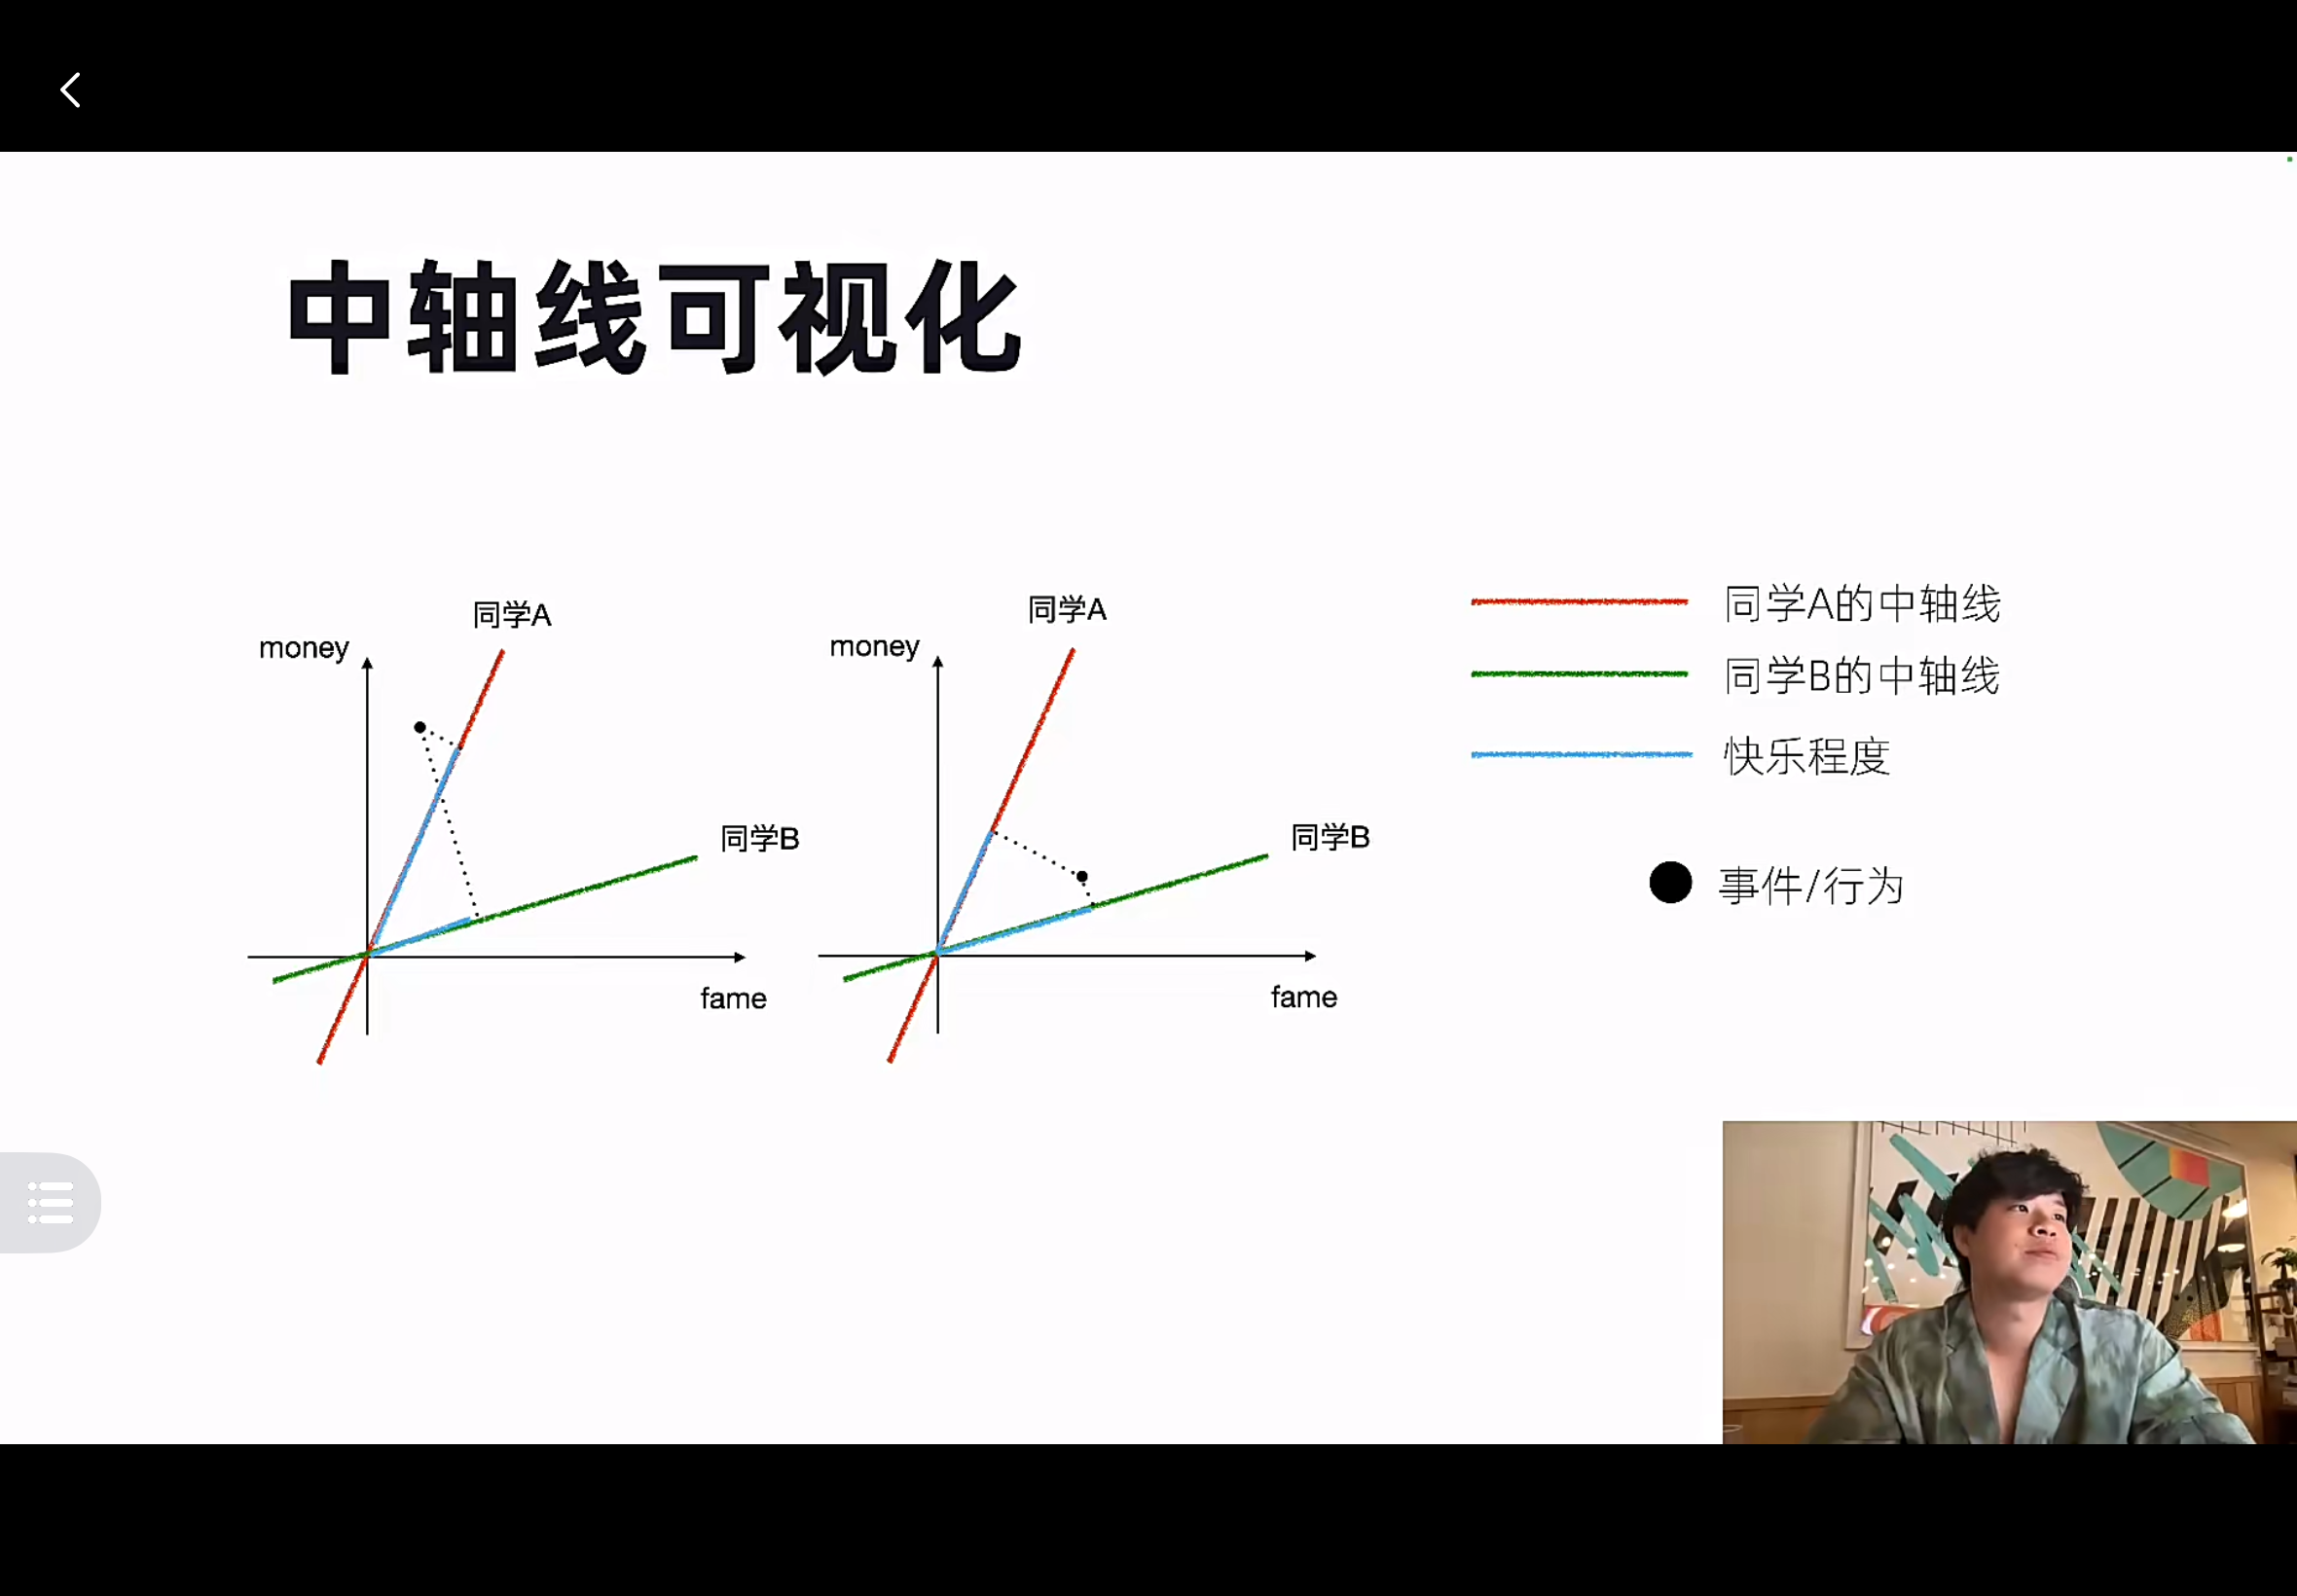 中轴线可视化
同学A
money
同学B
fame
同学A
money
同学B
fame
同学A的中轴线
同学B的中轴线
快乐程度
事件/行为